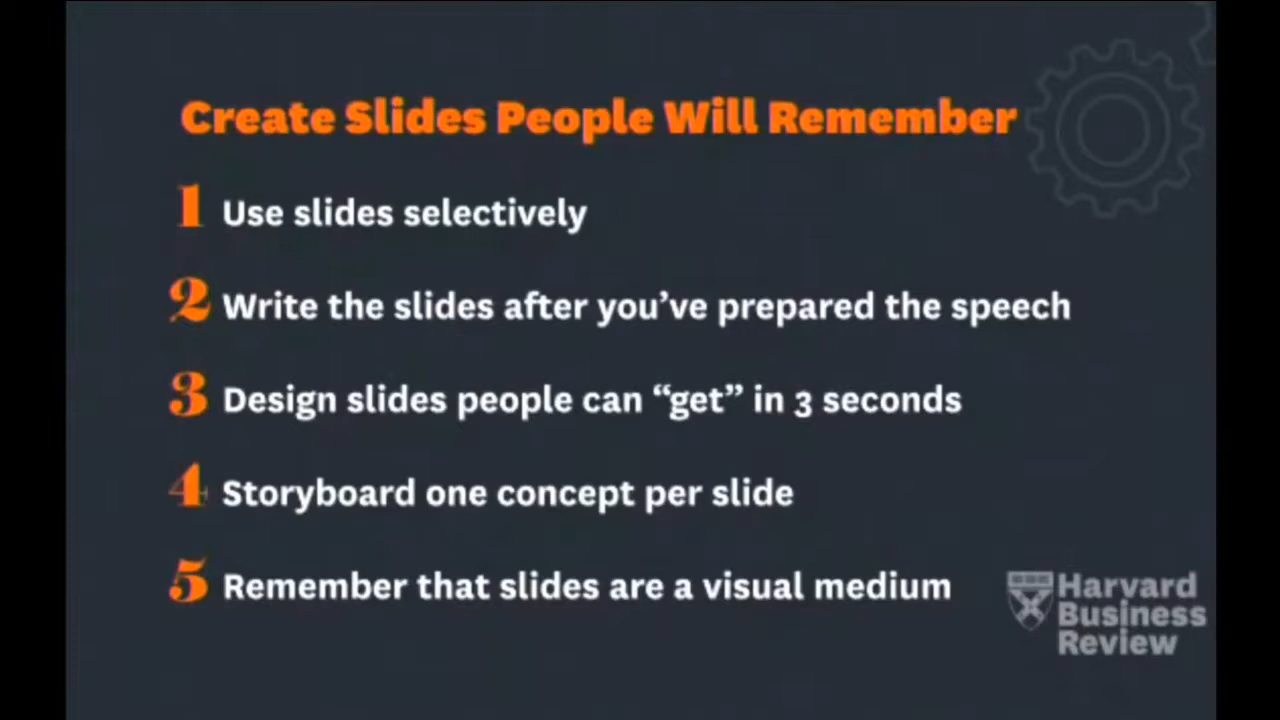 Create Slides People Will Remember
1 Use slides selectively
2 Write the slides after you’ve prepared the speech
3 Design slides people can “get” in 3 seconds
4 Storyboard one concept per slide
5 Remember that slides are a visual medium
Harvard
Business
Review